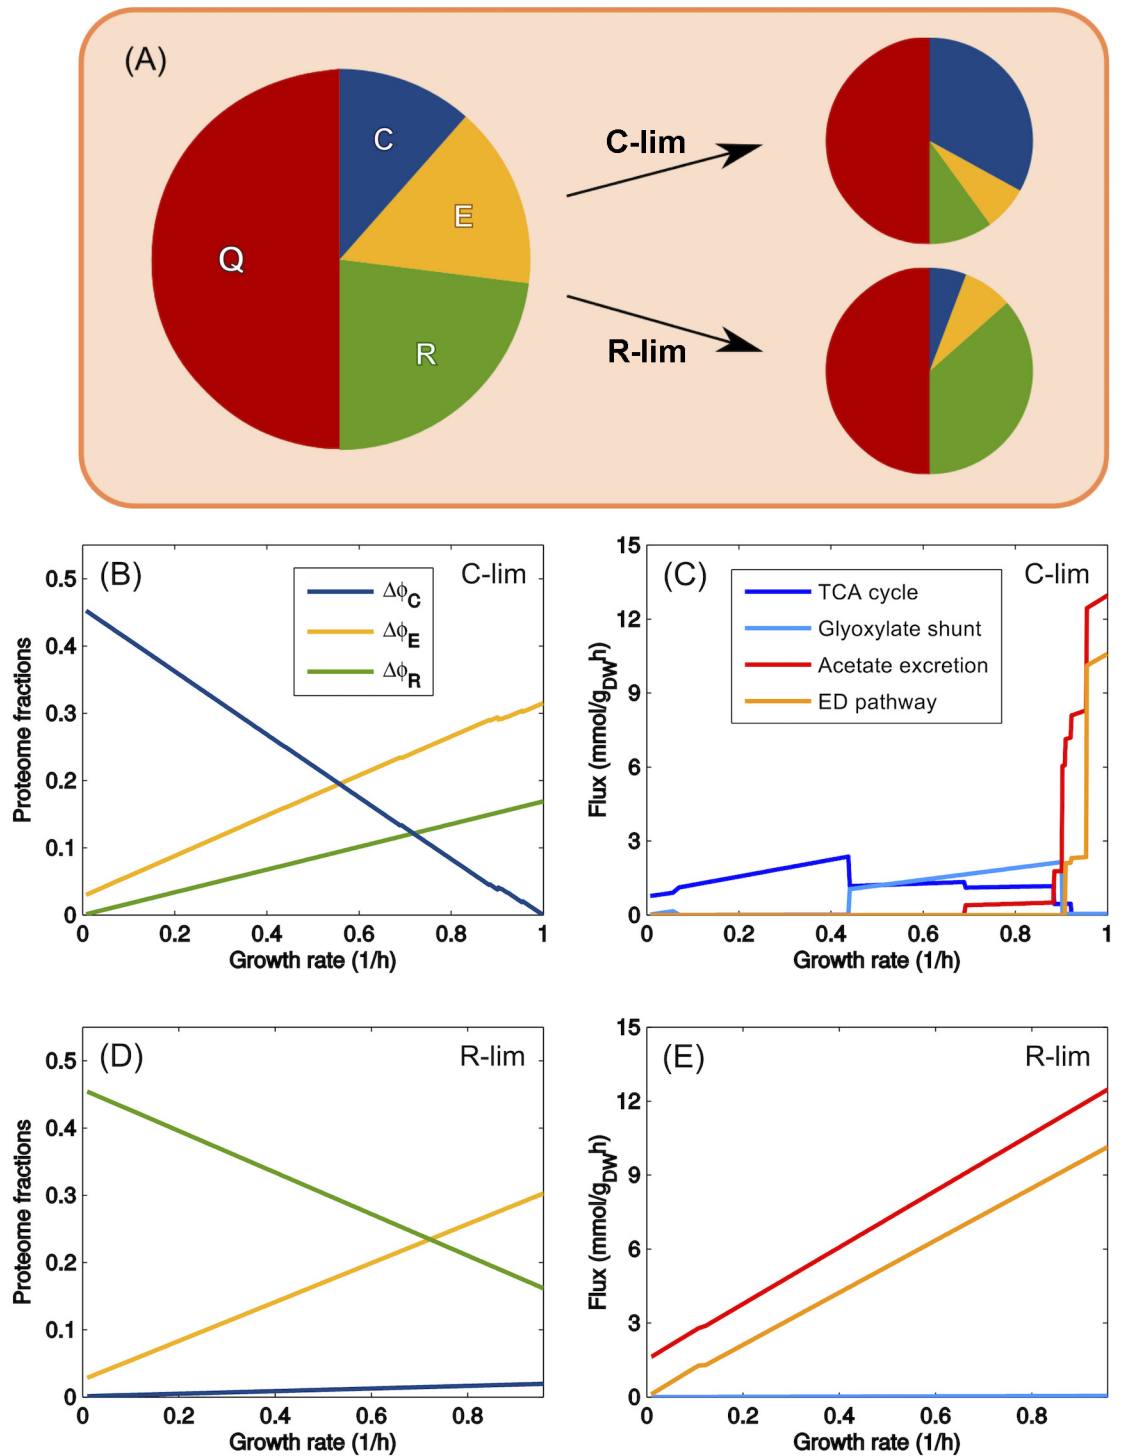 (A)
C
E
Q
R
C-lim
R-lim
(B)
C-lim
Δϕ_C
Δϕ_E
Δϕ_R
0.5
0.4
0.3
0.2
0.1
0
Proteome fractions
0 0.2 0.4 0.6 0.8 1
Growth rate (1/h)
(C)
C-lim
TCA cycle
Glyoxylate shunt
Acetate excretion
ED pathway
15
12
9
6
3
0
Flux (mmol/g_DWh)
0 0.2 0.4 0.6 0.8 1
Growth rate (1/h)
(D)
R-lim
0.5
0.4
0.3
0.2
0.1
0
Proteome fractions
0 0.2 0.4 0.6 0.8
Growth rate (1/h)
(E)
R-lim
15
12
9
6
3
0
Flux (mmol/g_DWh)
0 0.2 0.4 0.6 0.8
Growth rate (1/h)